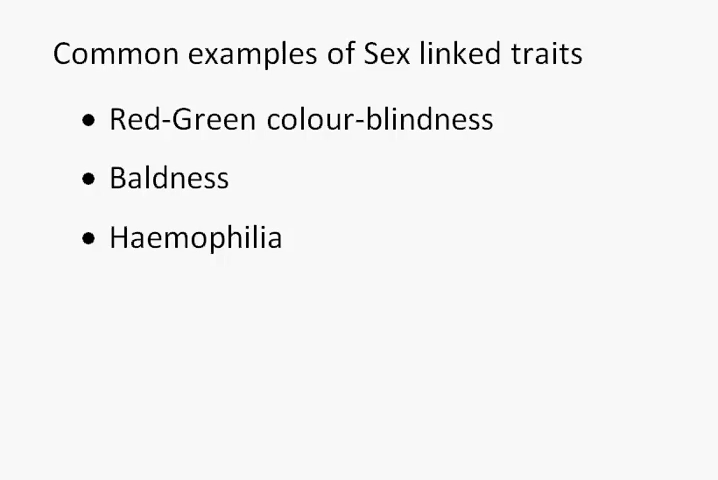 Common examples of Sex linked traits
• Red-Green colour-blindness
• Baldness
• Haemophilia